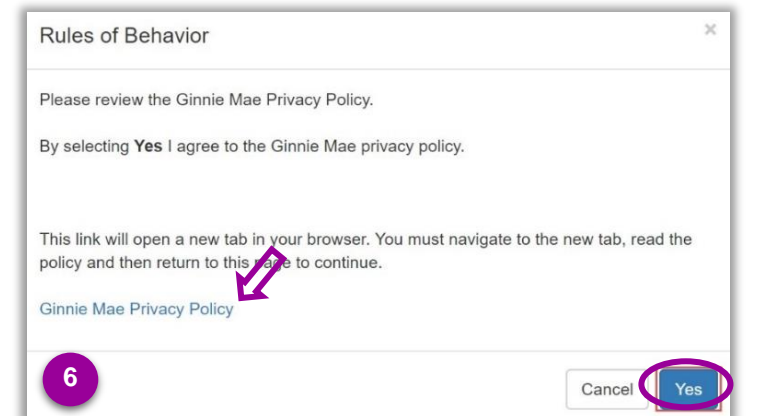 Rules of Behavior
×
Please review the Ginnie Mae Privacy Policy.
By selecting Yes I agree to the Ginnie Mae privacy policy.
This link will open a new tab in your browser. You must navigate to the new tab, read the
policy and then return to this page to continue.
Ginnie Mae Privacy Policy
6
Cancel
Yes